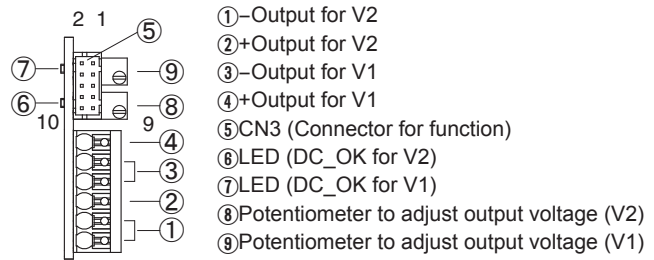 2 1
⑤
⑦
⑨
⑥
⑧
10
9
④
③
②
①
①−Output for V2
②+Output for V2
③−Output for V1
④+Output for V1
⑤CN3 (Connector for function)
⑥LED (DC_OK for V2)
⑦LED (DC_OK for V1)
⑧Potentiometer to adjust output voltage (V2)
⑨Potentiometer to adjust output voltage (V1)